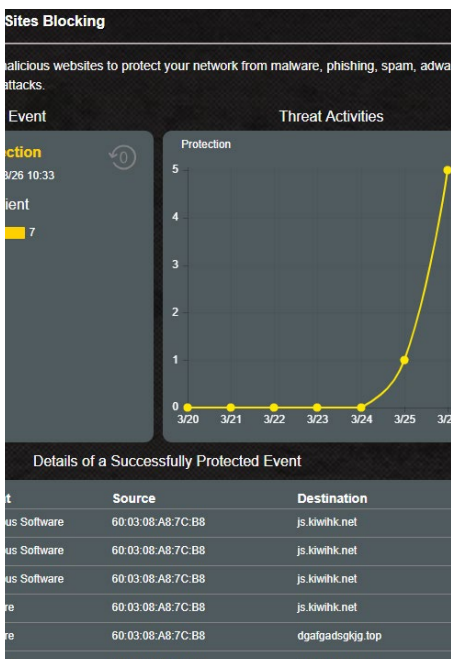 Sites Blocking
malicious websites to protect your network from malware, phishing, spam, adwa
attacks.
Event
Threat Activities
ction
0
3/26 10:33
ient
7
Protection
5
4
3
2
1
0
3/20 3/21 3/22 3/23 3/24 3/25 3/2
Details of a Successfully Protected Event
t Source Destination
us Software 60:03:08:A8:7C:B8 js.kiwihk.net
us Software 60:03:08:A8:7C:B8 js.kiwihk.net
us Software 60:03:08:A8:7C:B8 js.kiwihk.net
re 60:03:08:A8:7C:B8 js.kiwihk.net
re 60:03:08:A8:7C:B8 dgafgadsgkjg.top